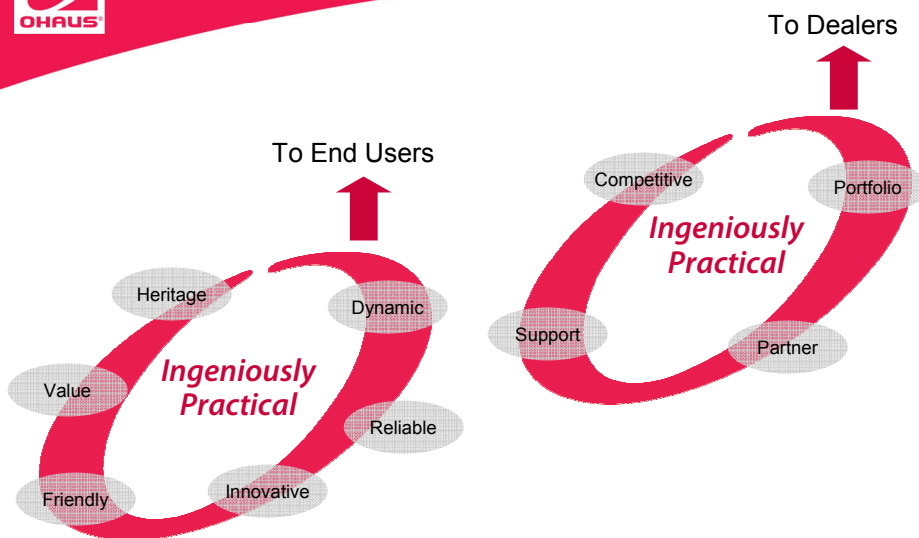 OHAUS®
To Dealers
Competitive
Portfolio
Ingeniously
Practical
Support
Partner
To End Users
Heritage
Dynamic
Ingeniously
Practical
Value
Reliable
Friendly
Innovative